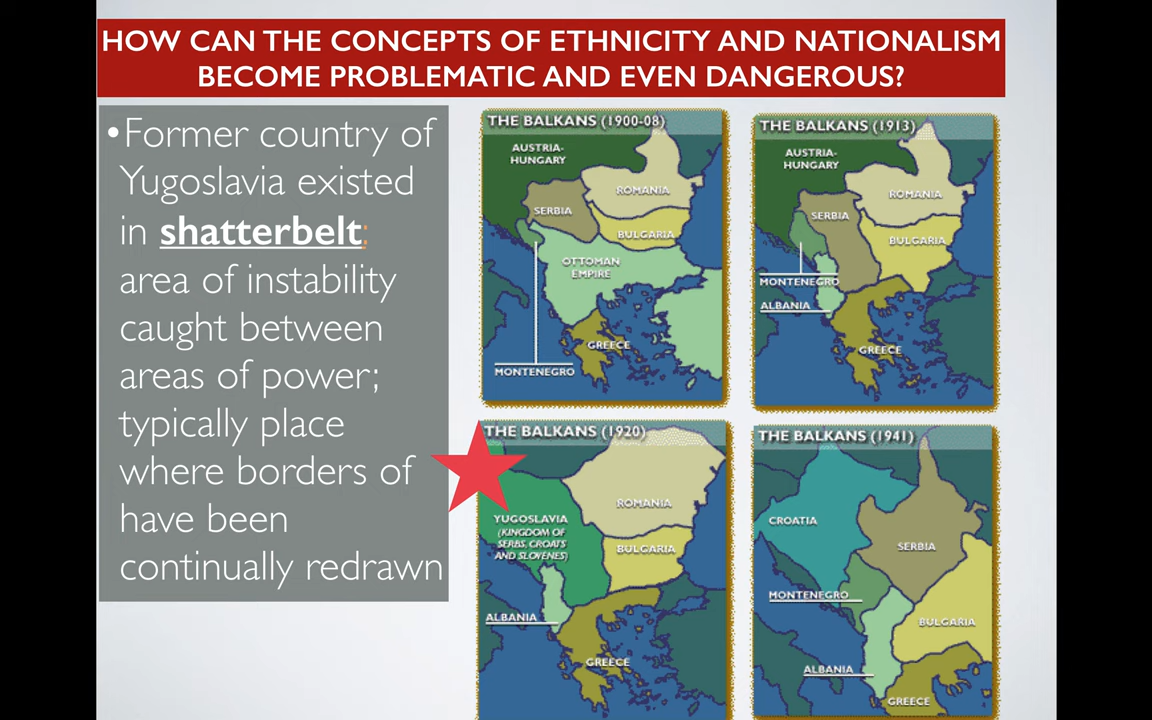 HOW CAN THE CONCEPTS OF ETHNICITY AND NATIONALISM
BECOME PROBLEMATIC AND EVEN DANGEROUS?
•Former country of
Yugoslavia existed
in shatterbelt:
area of instability
caught between
areas of power;
typically place
where borders of
have been
continually redrawn
THE BALKANS (1900-08)
AUSTRIA-
HUNGARY
ROMANIA
SERBIA
BULGARIA
OTTOMAN
EMPIRE
GREECE
MONTENEGRO
THE BALKANS (1913)
AUSTRIA-
HUNGARY
ROMANIA
SERBIA
BULGARIA
MONTENEGRO
ALBANIA
GREECE
THE BALKANS (1920)
ROMANIA
YUGOSLAVIA
(KINGDOM OF
SERBS, CROATS
AND SLOVENES)
BULGARIA
ALBANIA
GREECE
THE BALKANS (1941)
CROATIA
SERBIA
MONTENEGRO
BULGARIA
ALBANIA
GREECE